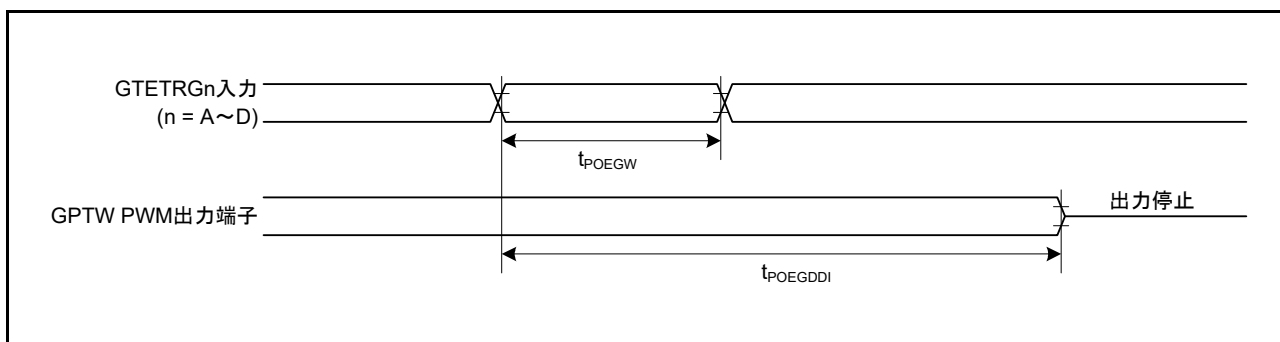 GTETRGn入力
(n = A～D)
tPOEGW
GPTW PWM出力端子
出力停止
tPOEGDDI